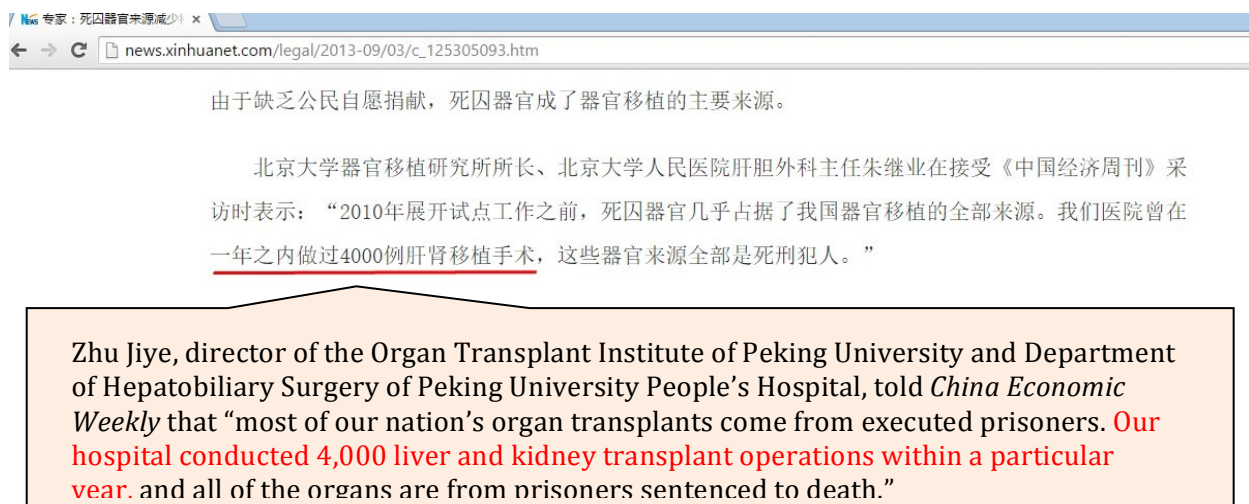 News 专家：死囚器官来源减少
news.xinhuanet.com/legal/2013-09/03/c_125305093.htm
由于缺乏公民自愿捐献，死囚器官成了器官移植的主要来源。
北京大学器官移植研究所所长、北京大学人民医院肝胆外科主任朱继业在接受《中国经济周刊》采
访时表示：“2010年展开试点工作之前，死囚器官几乎占据了我国器官移植的全部来源。我们医院曾在
一年之内做过4000例肝肾移植手术，这些器官来源全部是死刑犯人。”
Zhu Jiye, director of the Organ Transplant Institute of Peking University and Department
of Hepatobiliary Surgery of Peking University People’s Hospital, told China Economic
Weekly that “most of our nation’s organ transplants come from executed prisoners. Our
hospital conducted 4,000 liver and kidney transplant operations within a particular
year, and all of the organs are from prisoners sentenced to death.”